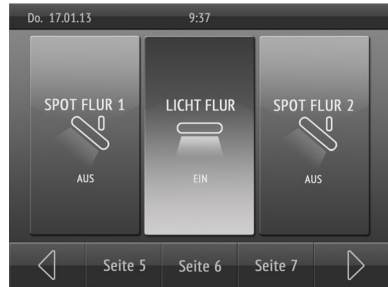 Do. 17.01.13 9:37
SPOT FLUR 1
AUS
LICHT FLUR
EIN
SPOT FLUR 2
AUS
Seite 5 Seite 6 Seite 7